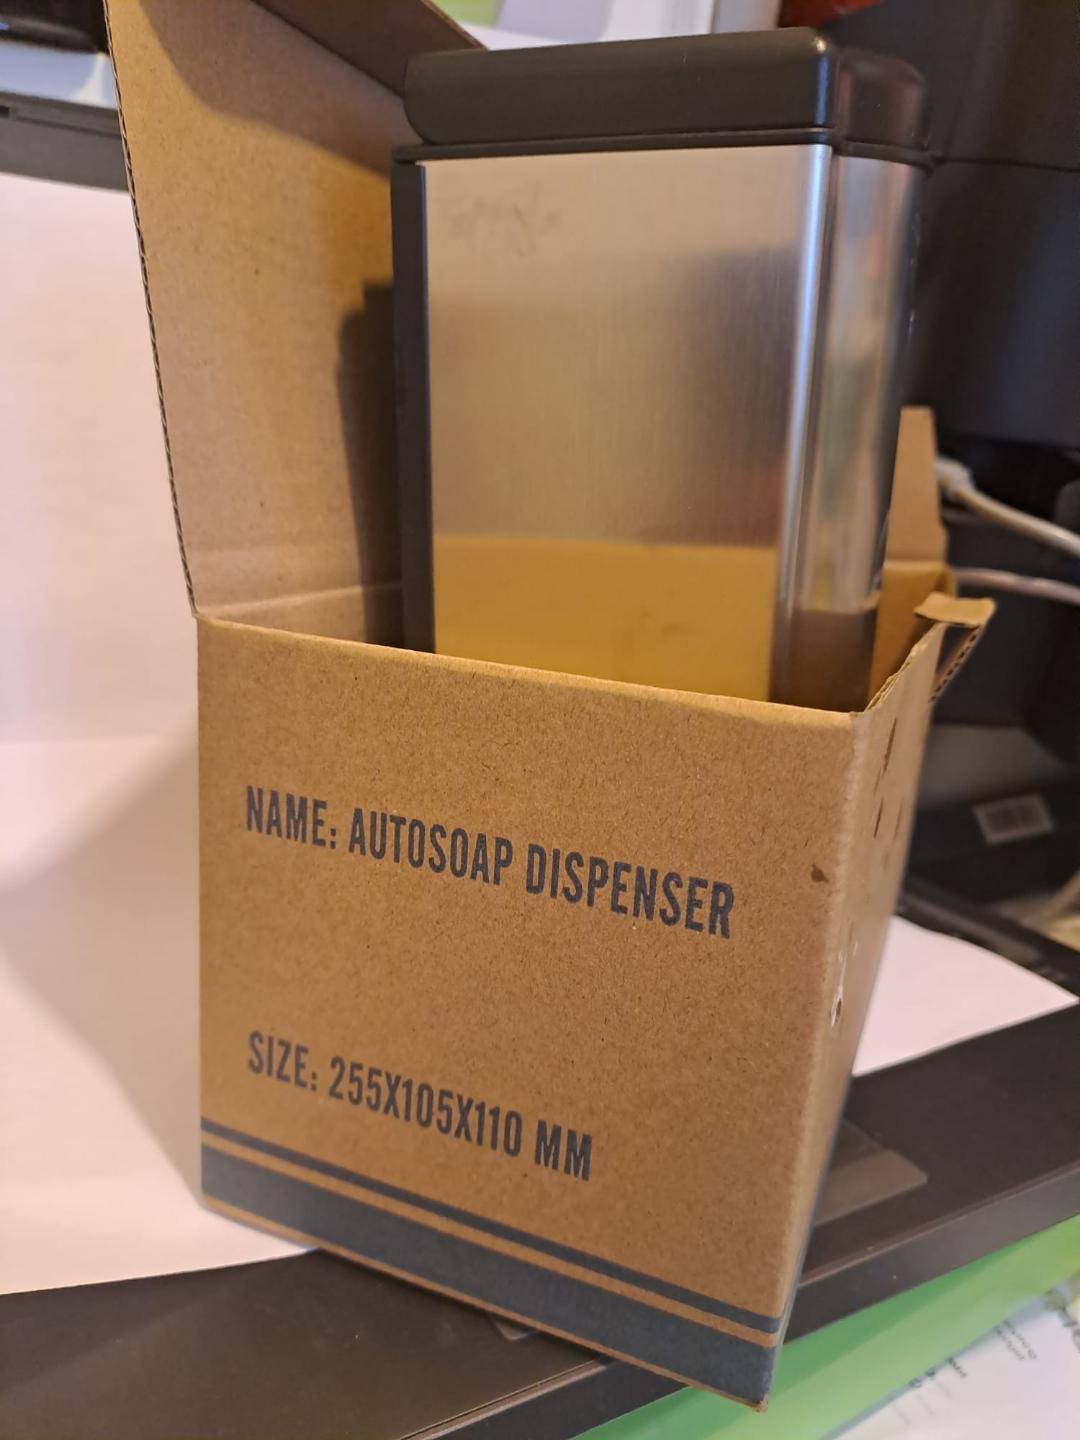 NAME: AUTOSOAP DISPENSER
SIZE: 255X105X110 MM